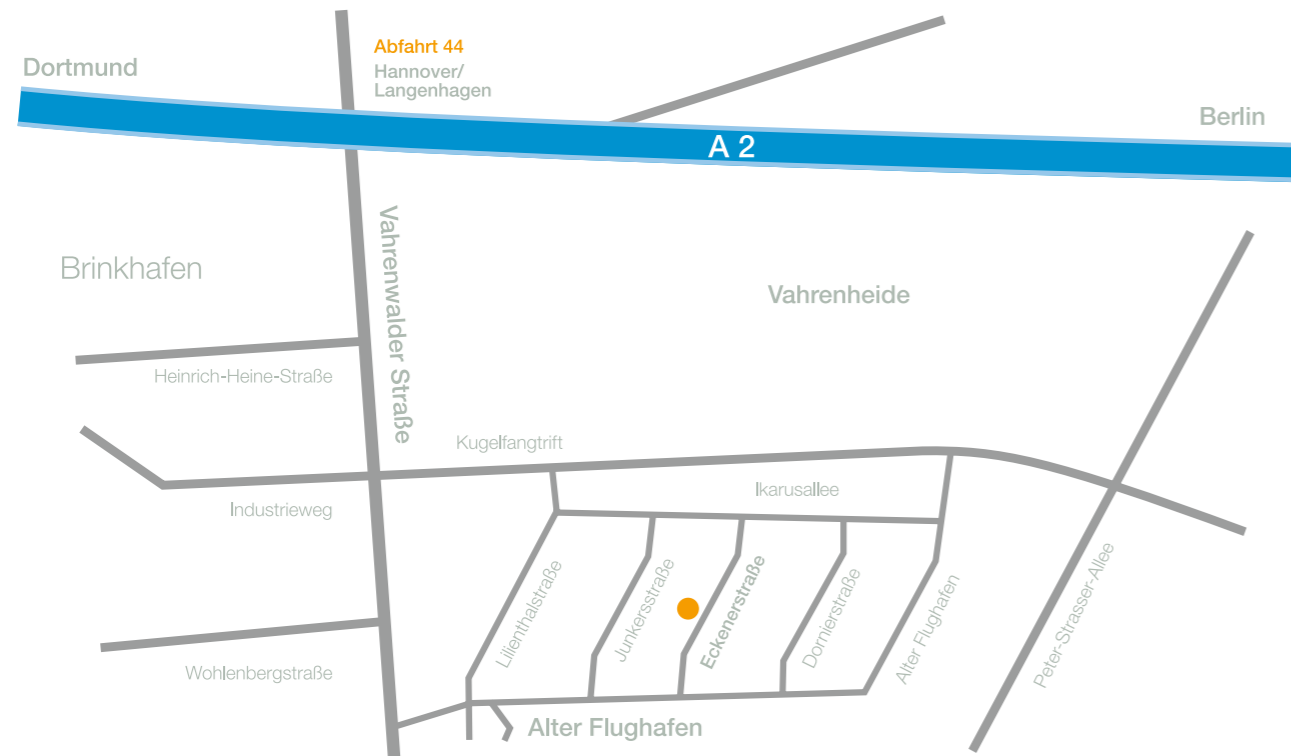 Abfahrt 44
Hannover/
Langenhagen
Dortmund
Berlin
A 2
Vahrenwalder Straße
Brinkhafen
Vahrenheide
Heinrich-Heine-Straße
Kugelfangtrift
Industrieweg
Ikarusallee
Lilienthalstraße
Junkersstraße
Eckenerstraße
Dornierstraße
Alter Flughafen
Peter-Strasser-Allee
Wohlenbergstraße
Alter Flughafen